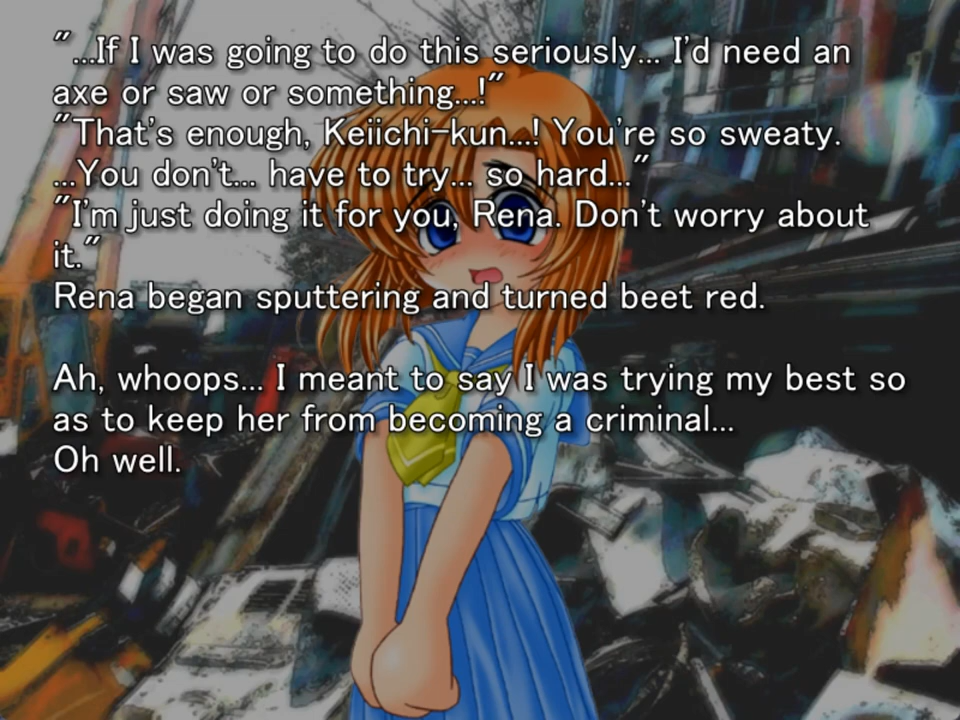 "...If I was going to do this seriously... I'd need an
axe or saw or something...!"
"That's enough, Keiichi-kun...! You're so sweaty.
...You don't... have to try... so hard..."
"I'm just doing it for you, Rena. Don't worry about
it."
Rena began sputtering and turned beet red.
Ah, whoops... I meant to say I was trying my best so
as to keep her from becoming a criminal...
Oh well.